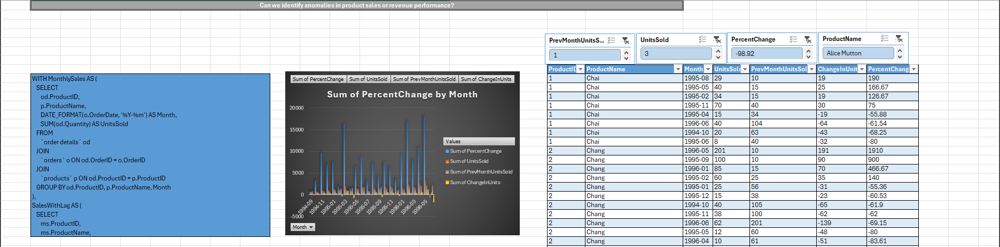 Can we identify anomalies in product sales or revenue performance?
PrevMonthUnitsS...
1
UnitsSold
3
PercentChange
-98.92
ProductName
Alice Mutton
WITH MonthlySales AS (
SELECT
od.ProductID,
p.ProductName,
DATE_FORMAT(o.OrderDate, '%Y-%m') AS Month,
SUM(od.Quantity) AS UnitsSold
FROM
`order details` od
JOIN
`orders` o ON od.OrderID = o.OrderID
JOIN
`products` p ON od.ProductID = p.ProductID
GROUP BY od.ProductID, p.ProductName, Month
),
SalesWithLag AS (
SELECT
ms.ProductID,
ms.ProductName,
Sum of PercentChange Sum of UnitsSold Sum of PrevMonthUnitsSold Sum of ChangeInUnits
Sum of PercentChange by Month
20000
15000
10000
5000
0
-5000
1994-09 1994-11 1995-01 1995-03 1995-05 1995-07 1995-09 1995-11 1996-01 1996-03 1996-05
Values
Sum of PercentChange
Sum of UnitsSold
Sum of PrevMonthUnitsSold
Sum of ChangeInUnits
Month
ProductID ProductName Month UnitsSold PrevMonthUnitsSol ChangeInUnit PercentChang
1 Chai 1995-08 29 10 19 190
1 Chai 1995-05 40 15 25 166.67
1 Chai 1995-02 34 15 19 126.67
1 Chai 1995-11 70 40 30 75
1 Chai 1995-04 15 34 -19 -55.88
1 Chai 1996-06 40 104 -64 -61.54
1 Chai 1994-10 20 63 -43 -68.25
1 Chai 1995-06 8 40 -32 -80
2 Chang 1996-05 201 10 191 1910
2 Chang 1995-09 100 10 90 900
2 Chang 1996-01 85 15 70 466.67
2 Chang 1995-02 60 25 35 140
2 Chang 1995-01 25 56 -31 -55.36
2 Chang 1995-12 15 38 -23 -60.53
2 Chang 1994-10 40 105 -65 -61.9
2 Chang 1995-11 38 100 -62 -62
2 Chang 1996-06 62 201 -139 -69.15
2 Chang 1995-05 12 60 -48 -80
2 Chang 1996-04 10 61 -51 -83.61